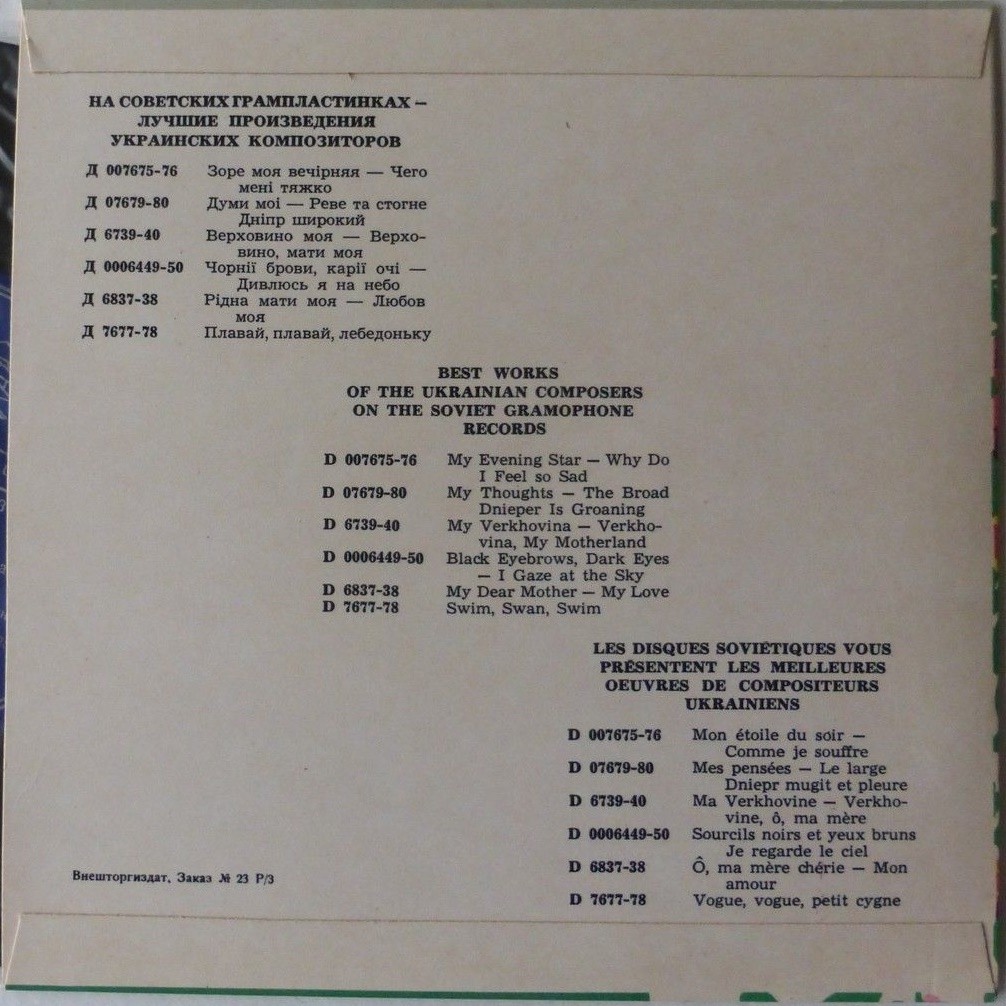 НА СОВЕТСКИХ ГРАМПЛАСТИНКАХ —
ЛУЧШИЕ ПРОИЗВЕДЕНИЯ
УКРАИНСКИХ КОМПОЗИТОРОВ
Д 007675-76 Зоре моя вечірняя — Чего
мені тяжко
Д 07679-80 Думи мої — Реве та стогне
Дніпр широкий
Д 6739-40 Верховино моя — Верхо-
вино, мати моя
Д 0006449-50 Чорнії брови, карії очі —
Дивлюсь я на небо
Д 6837-38 Рідна мати моя — Любов
моя
Д 7677-78 Плавай, плавай, лебедоньку
BEST WORKS
OF THE UKRAINIAN COMPOSERS
ON THE SOVIET GRAMOPHONE
RECORDS
D 007675-76 My Evening Star — Why Do
I Feel so Sad
D 07679-80 My Thoughts — The Broad
Dnieper Is Groaning
D 6739-40 My Verkhovina — Verkho-
vina, My Motherland
D 0006449-50 Black Eyebrows, Dark Eyes
— I Gaze at the Sky
D 6837-38 My Dear Mother — My Love
D 7677-78 Swim, Swan, Swim
LES DISQUES SOVIÉTIQUES VOUS
PRÉSENTENT LES MEILLEURES
OEUVRES DE COMPOSITEURS
UKRAINIENS
D 007675-76 Mon étoile du soir —
Comme je souffre
D 07679-80 Mes pensées — Le large
Dniepr mugit et pleure
D 6739-40 Ma Verkhovine — Verkho-
vine, ô, ma mère
D 0006449-50 Sourcils noirs et yeux bruns
Je regarde le ciel
D 6837-38 Ô, ma mère chérie — Mon
amour
D 7677-78 Vogue, vogue, petit cygne
Внешторгиздат. Заказ № 23 Р/3